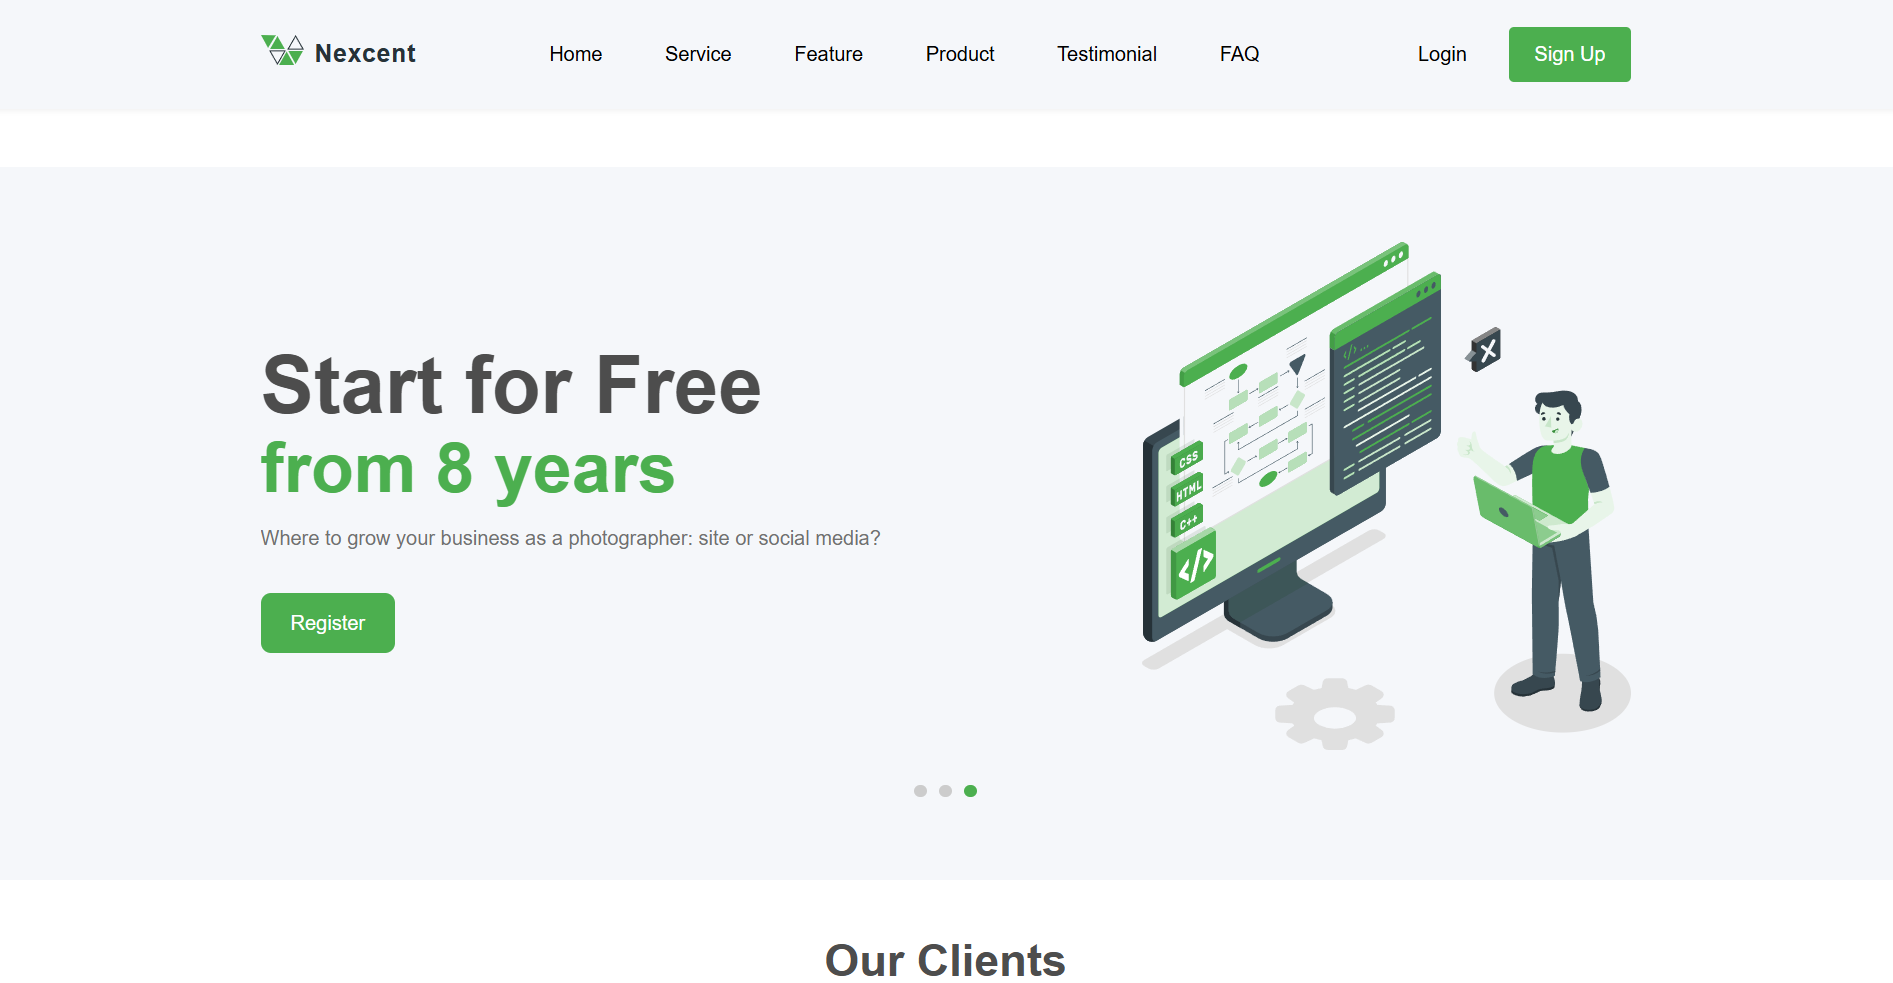 Nexcent
Home Service Feature Product Testimonial FAQ
Login Sign Up
Start for Free
from 8 years
Where to grow your business as a photographer: site or social media?
Register
</> ...
CSS
HTML
C++
</>
Our Clients